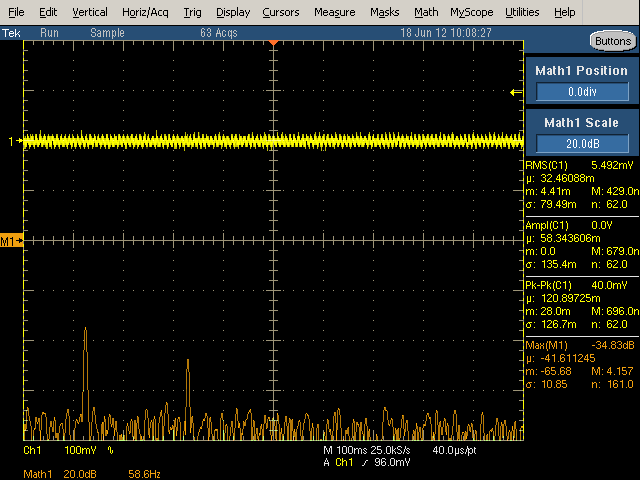 File Edit Vertical Horiz/Acq Trig Display Cursors Measure Masks Math MyScope Utilities Help
Tek Run Sample 63 Acqs 18 Jun 12 10:08:27 Buttons
Math1 Position
0.0div
Math1 Scale
20.0dB
1
M1
RMS(C1) 5.492mV
µ: 32.46088m
m: 4.41m M: 429.0n
σ: 79.49m n: 62.0
Ampl(C1) 0.0V
µ: 58.343606m
m: 0.0 M: 679.0n
σ: 135.4m n: 62.0
Pk-Pk(C1) 40.0mV
µ: 120.89725m
m: 28.0m M: 696.0n
σ: 126.7m n: 62.0
Max(M1) -34.83dB
µ: -41.611245
m: -65.68 M: 4.157
σ: 10.85 n: 161.0
Ch1 100mV % M 100ms 25.0kS/s 40.0µs/pt
A Ch1 96.0mV
Math1 20.0dB 58.6Hz